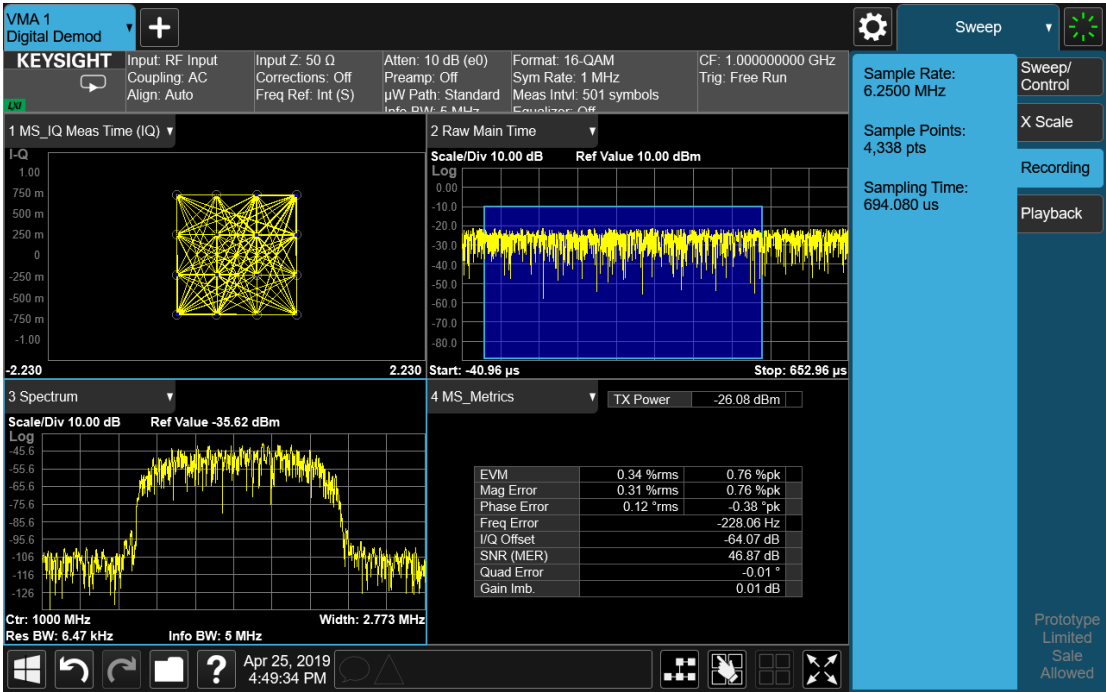 VMA 1
Digital Demod
Sweep
KEYSIGHT
LXI
Input: RF Input
Coupling: AC
Align: Auto
Input Z: 50 Ω
Corrections: Off
Freq Ref: Int (S)
Atten: 10 dB (e0)
Preamp: Off
µW Path: Standard
Info BW: 5 MHz
Format: 16-QAM
Sym Rate: 1 MHz
Meas Intvl: 501 symbols
Equalizer: Off
CF: 1.000000000 GHz
Trig: Free Run
Sample Rate:
6.2500 MHz
Sample Points:
4,338 pts
Sampling Time:
694.080 us
Sweep/
Control
X Scale
Recording
Playback
1 MS_IQ Meas Time (IQ)
I-Q
1.00
750 m
500 m
250 m
0
-250 m
-500 m
-750 m
-1.00
-2.230 2.230
2 Raw Main Time
Scale/Div 10.00 dB Ref Value 10.00 dBm
Log
0.00
-10.0
-20.0
-30.0
-40.0
-50.0
-60.0
-70.0
-80.0
Start: -40.96 µs Stop: 652.96 µs
3 Spectrum
Scale/Div 10.00 dB Ref Value -35.62 dBm
Log
-45.6
-55.6
-65.6
-75.6
-85.6
-95.6
-106
-116
-126
Ctr: 1000 MHz Width: 2.773 MHz
Res BW: 6.47 kHz Info BW: 5 MHz
4 MS_Metrics
TX Power -26.08 dBm
EVM 0.34 %rms 0.76 %pk
Mag Error 0.31 %rms 0.76 %pk
Phase Error 0.12 °rms -0.38 °pk
Freq Error -228.06 Hz
I/Q Offset -64.07 dB
SNR (MER) 46.87 dB
Quad Error -0.01 °
Gain Imb. 0.01 dB
Prototype
Limited
Sale
Allowed
?
Apr 25, 2019
4:49:34 PM